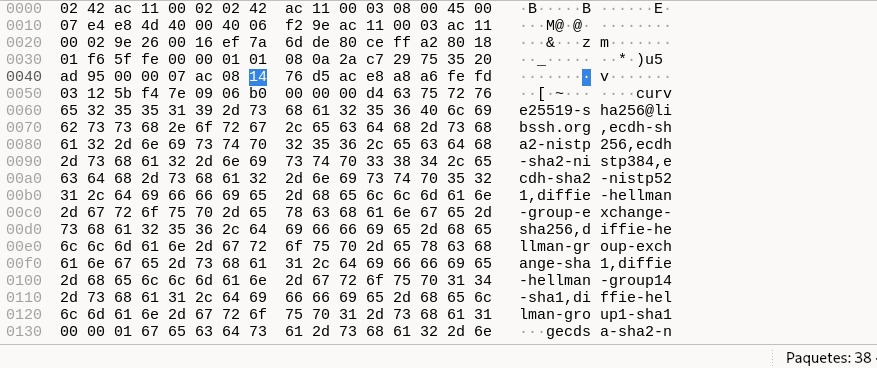 0000 02 42 ac 11 00 02 02 42 ac 11 00 03 08 00 45 00 ·B·····B ······E·
0010 07 e4 e8 4d 40 00 40 06 f2 9e ac 11 00 03 ac 11 ···M@·@· ········
0020 00 02 9e 26 00 16 ef 7a 6d de 80 ce ff a2 80 18 ···&···z m·······
0030 01 f6 5f fe 00 00 01 01 08 0a 2a c7 29 75 35 20 ··_····· ··*·)u5
0040 ad 95 00 00 07 ac 08 14 76 d5 ac e8 a8 a6 fe fd ········ v·······
0050 03 12 5b f4 7e 09 06 b0 00 00 00 d4 63 75 72 76 ··[·~··· ····curv
0060 65 32 35 35 31 39 2d 73 68 61 32 35 36 40 6c 69 e25519-s ha256@li
0070 62 73 73 68 2e 6f 72 67 2c 65 63 64 68 2d 73 68 bssh.org ,ecdh-sh
0080 61 32 2d 6e 69 73 74 70 32 35 36 2c 65 63 64 68 a2-nistp 256,ecdh
0090 2d 73 68 61 32 2d 6e 69 73 74 70 33 38 34 2c 65 -sha2-ni stp384,e
00a0 63 64 68 2d 73 68 61 32 2d 6e 69 73 74 70 35 32 cdh-sha2 -nistp52
00b0 31 2c 64 69 66 66 69 65 2d 68 65 6c 6c 6d 61 6e 1,diffie -hellman
00c0 2d 67 72 6f 75 70 2d 65 78 63 68 61 6e 67 65 2d -group-e xchange-
00d0 73 68 61 32 35 36 2c 64 69 66 66 69 65 2d 68 65 sha256,d iffie-he
00e0 6c 6c 6d 61 6e 2d 67 72 6f 75 70 2d 65 78 63 68 llman-gr oup-exch
00f0 61 6e 67 65 2d 73 68 61 31 2c 64 69 66 66 69 65 ange-sha 1,diffie
0100 2d 68 65 6c 6c 6d 61 6e 2d 67 72 6f 75 70 31 34 -hellman -group14
0110 2d 73 68 61 31 2c 64 69 66 66 69 65 2d 68 65 6c -sha1,di ffie-hel
0120 6c 6d 61 6e 2d 67 72 6f 75 70 31 2d 73 68 61 31 lman-gro up1-sha1
0130 00 00 01 67 65 63 64 73 61 2d 73 68 61 32 2d 6e ···gecds a-sha2-n
Paquetes: 38